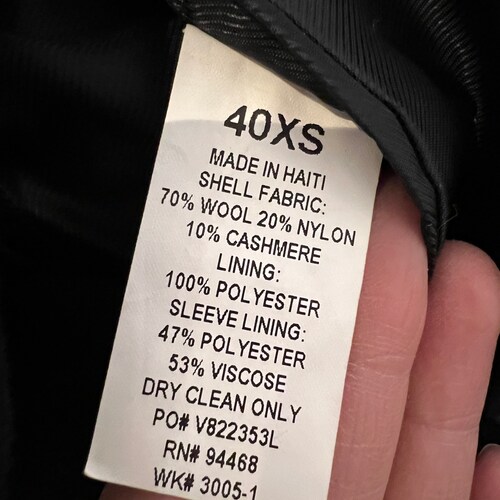 40XS
MADE IN HAITI
SHELL FABRIC:
70% WOOL 20% NYLON
10% CASHMERE
LINING:
100% POLYESTER
SLEEVE LINING:
47% POLYESTER
53% VISCOSE
DRY CLEAN ONLY
PO# V822353L
RN# 94468
WK# 3005-1